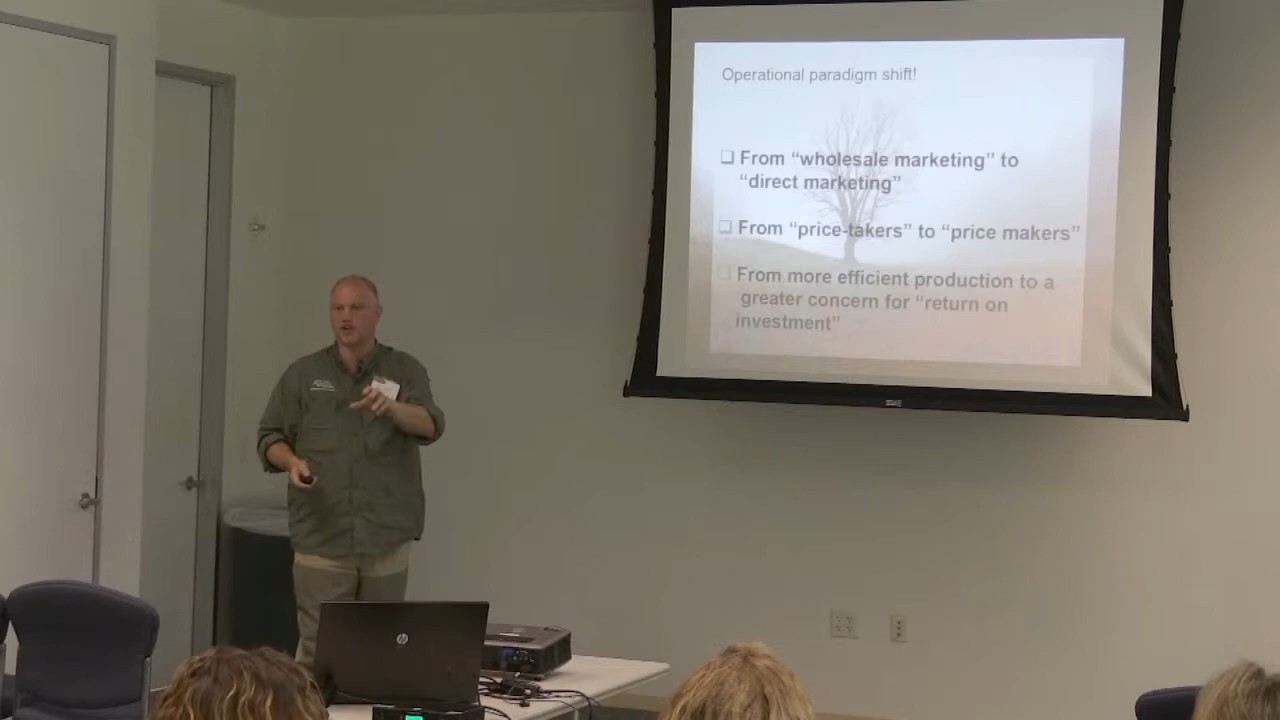 Operational paradigm shift!
❑ From “wholesale marketing” to
“direct marketing”
❑ From “price-takers” to “price makers”
❑ From more efficient production to a
greater concern for “return on
investment”
hp